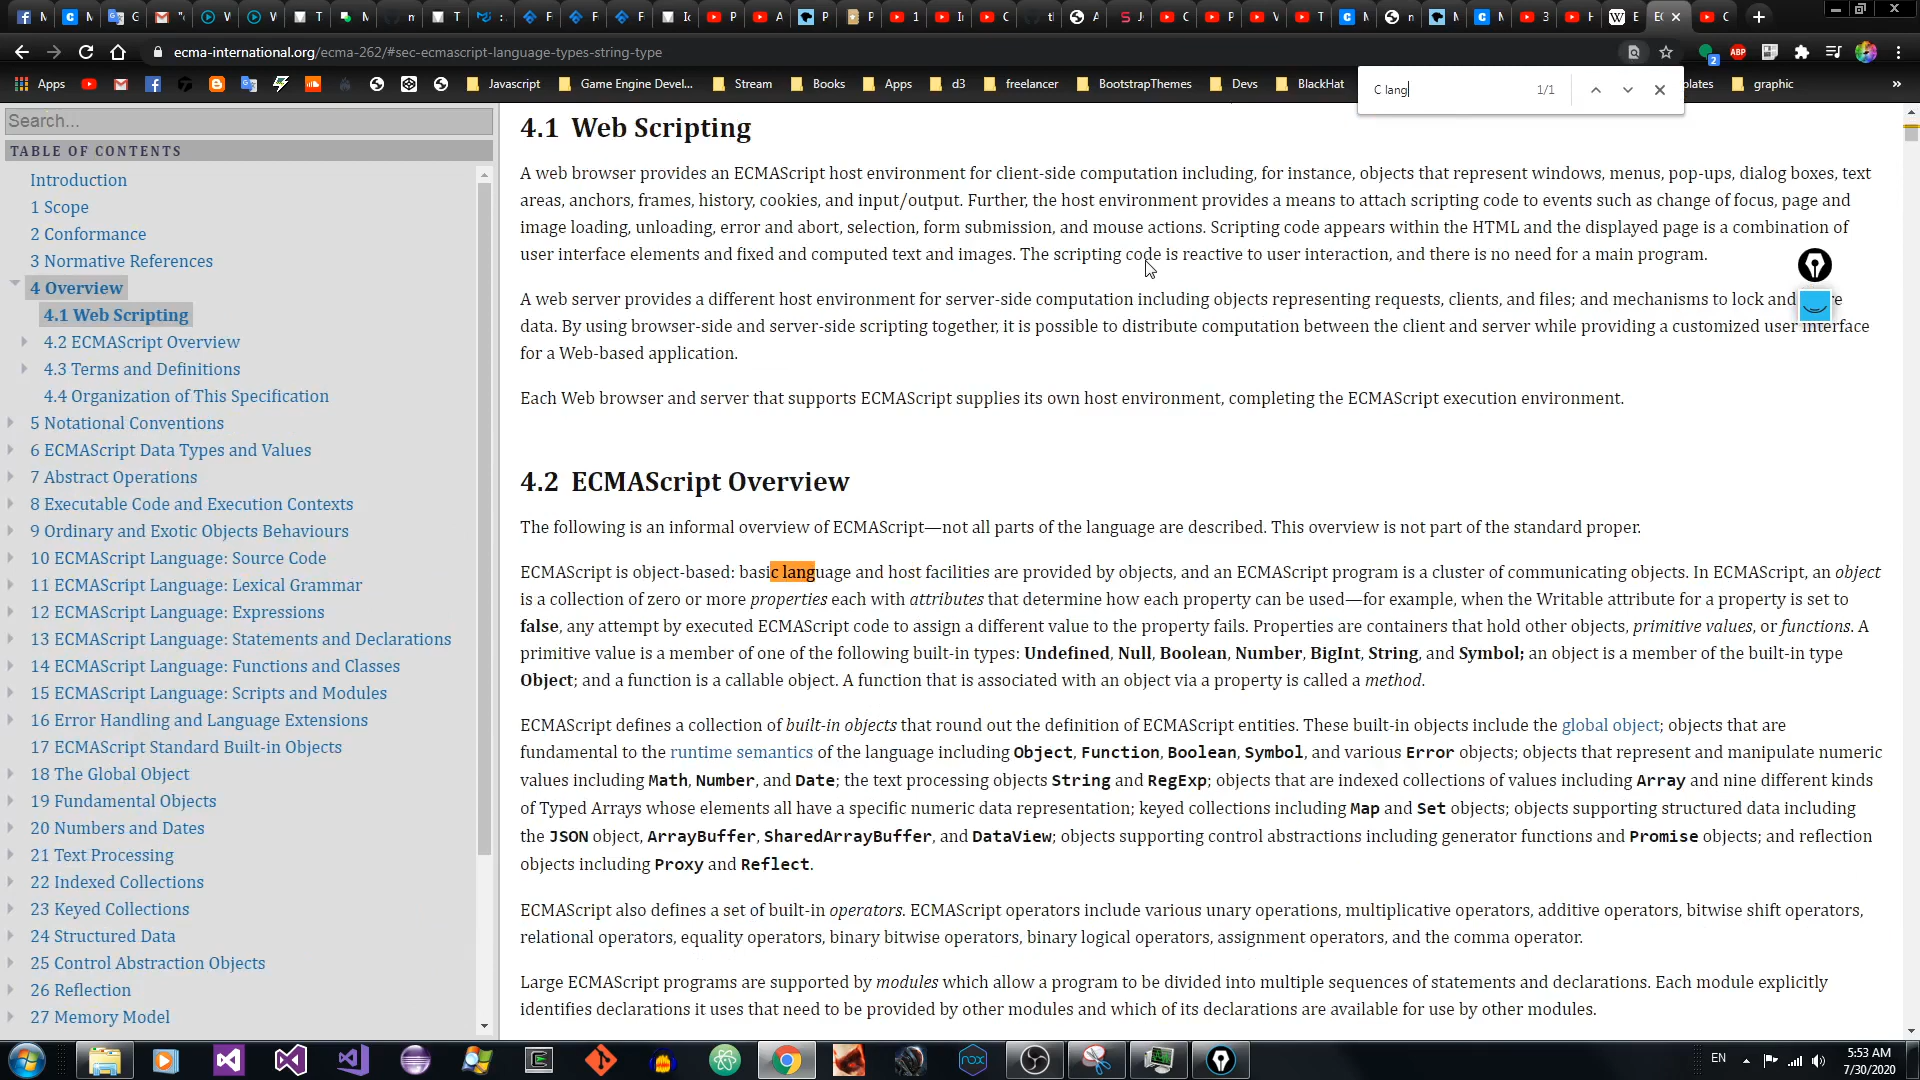 ecma-international.org/ecma-262/#sec-ecmascript-language-types-string-type
ABP
2
Apps
Javascript
Game Engine Devel...
Stream
Books
Apps
d3
freelancer
BootstrapThemes
Devs
BlackHat
plates
graphic
»
C lang
1/1
Search...
TABLE OF CONTENTS
Introduction
1 Scope
2 Conformance
3 Normative References
4 Overview
4.1 Web Scripting
4.2 ECMAScript Overview
4.3 Terms and Definitions
4.4 Organization of This Specification
5 Notational Conventions
6 ECMAScript Data Types and Values
7 Abstract Operations
8 Executable Code and Execution Contexts
9 Ordinary and Exotic Objects Behaviours
10 ECMAScript Language: Source Code
11 ECMAScript Language: Lexical Grammar
12 ECMAScript Language: Expressions
13 ECMAScript Language: Statements and Declarations
14 ECMAScript Language: Functions and Classes
15 ECMAScript Language: Scripts and Modules
16 Error Handling and Language Extensions
17 ECMAScript Standard Built-in Objects
18 The Global Object
19 Fundamental Objects
20 Numbers and Dates
21 Text Processing
22 Indexed Collections
23 Keyed Collections
24 Structured Data
25 Control Abstraction Objects
26 Reflection
27 Memory Model
4.1 Web Scripting
A web browser provides an ECMAScript host environment for client-side computation including, for instance, objects that represent windows, menus, pop-ups, dialog boxes, text
areas, anchors, frames, history, cookies, and input/output. Further, the host environment provides a means to attach scripting code to events such as change of focus, page and
image loading, unloading, error and abort, selection, form submission, and mouse actions. Scripting code appears within the HTML and the displayed page is a combination of
user interface elements and fixed and computed text and images. The scripting code is reactive to user interaction, and there is no need for a main program.
A web server provides a different host environment for server-side computation including objects representing requests, clients, and files; and mechanisms to lock and re
data. By using browser-side and server-side scripting together, it is possible to distribute computation between the client and server while providing a customized user interface
for a Web-based application.
Each Web browser and server that supports ECMAScript supplies its own host environment, completing the ECMAScript execution environment.
4.2 ECMAScript Overview
The following is an informal overview of ECMAScript—not all parts of the language are described. This overview is not part of the standard proper.
ECMAScript is object-based: basic language and host facilities are provided by objects, and an ECMAScript program is a cluster of communicating objects. In ECMAScript, an object
is a collection of zero or more properties each with attributes that determine how each property can be used—for example, when the Writable attribute for a property is set to
false, any attempt by executed ECMAScript code to assign a different value to the property fails. Properties are containers that hold other objects, primitive values, or functions. A
primitive value is a member of one of the following built-in types: Undefined, Null, Boolean, Number, BigInt, String, and Symbol; an object is a member of the built-in type
Object; and a function is a callable object. A function that is associated with an object via a property is called a method.
ECMAScript defines a collection of built-in objects that round out the definition of ECMAScript entities. These built-in objects include the global object; objects that are
fundamental to the runtime semantics of the language including Object, Function, Boolean, Symbol, and various Error objects; objects that represent and manipulate numeric
values including Math, Number, and Date; the text processing objects String and RegExp; objects that are indexed collections of values including Array and nine different kinds
of Typed Arrays whose elements all have a specific numeric data representation; keyed collections including Map and Set objects; objects supporting structured data including
the JSON object, ArrayBuffer, SharedArrayBuffer, and DataView; objects supporting control abstractions including generator functions and Promise objects; and reflection
objects including Proxy and Reflect.
ECMAScript also defines a set of built-in operators. ECMAScript operators include various unary operations, multiplicative operators, additive operators, bitwise shift operators,
relational operators, equality operators, binary bitwise operators, binary logical operators, assignment operators, and the comma operator.
Large ECMAScript programs are supported by modules which allow a program to be divided into multiple sequences of statements and declarations. Each module explicitly
identifies declarations it uses that need to be provided by other modules and which of its declarations are available for use by other modules.
EN
5:53 AM
7/30/2020